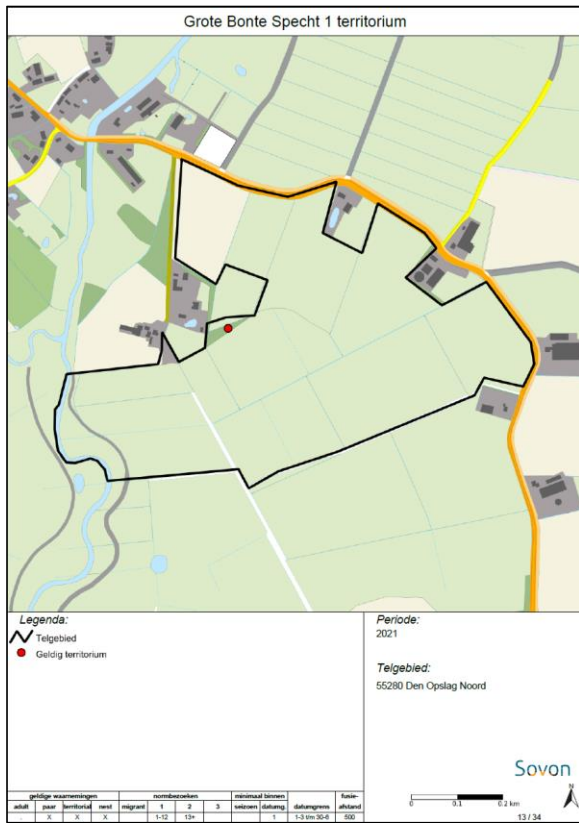 Grote Bonte Specht 1 territorium
Legenda:
Telgebied
Geldig territorium
Periode:
2021
Telgebied:
55280 Den Opslag Noord
Sovon
N
0 0.1 0.2 km
13 / 34
geldige waarnemingen normbezoeken minimaal binnen fusie-
adult paar territoriaal nest migrant 1 2 3 seizoen datumg. datumgrens afstand
. X X X 1-12 13+ 1 1-3 t/m 30-6 500